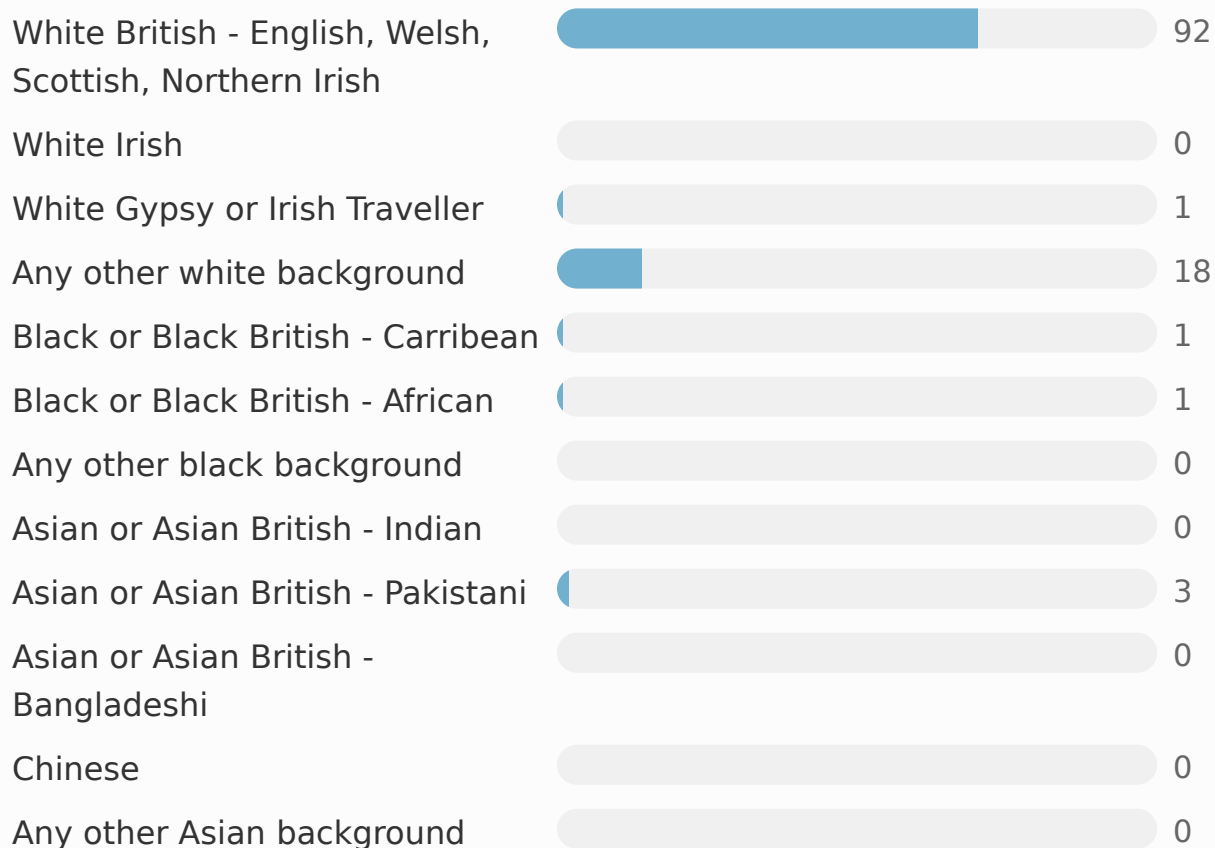 White British - English, Welsh, 92
Scottish, Northern Irish
White Irish 0
White Gypsy or Irish Traveller 1
Any other white background 18
Black or Black British - Carribean 1
Black or Black British - African 1
Any other black background 0
Asian or Asian British - Indian 0
Asian or Asian British - Pakistani 3
Asian or Asian British - 0
Bangladeshi
Chinese 0
Any other Asian background 0